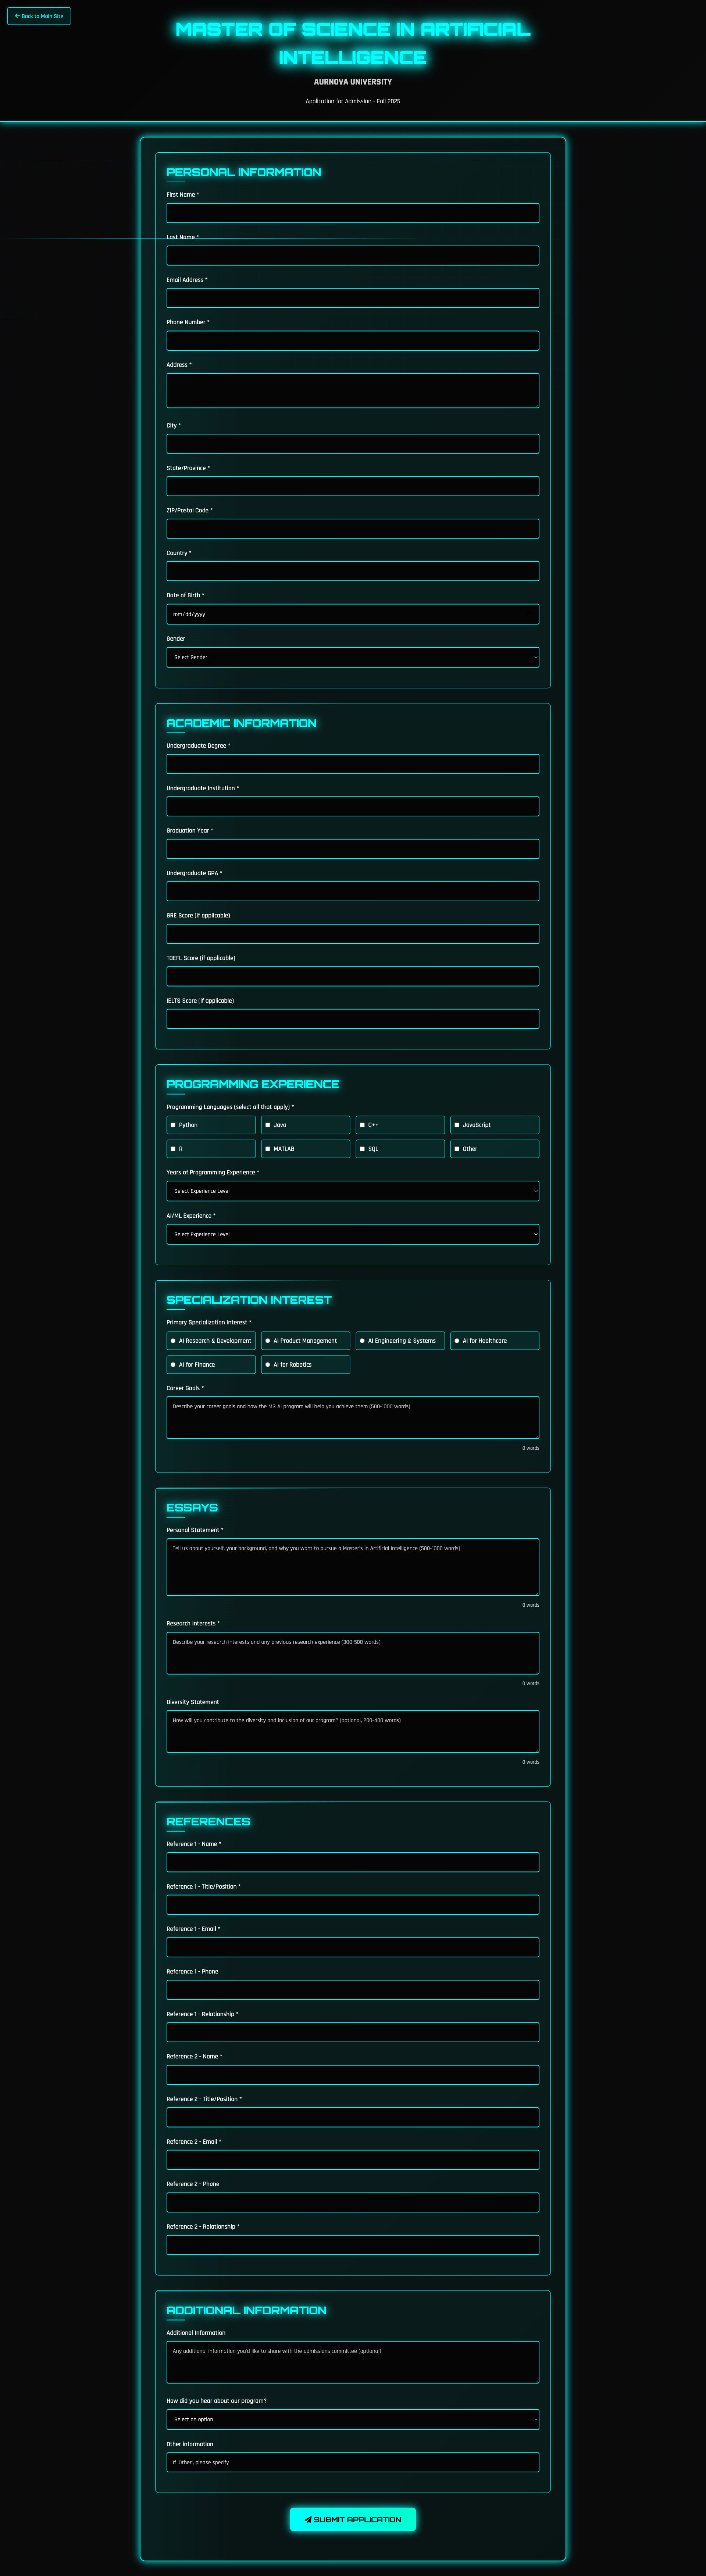 Back to Main Site
MASTER OF SCIENCE IN ARTIFICIAL
INTELLIGENCE
AURNOVA UNIVERSITY
Application for Admission - Fall 2025
PERSONAL INFORMATION
First Name *
Last Name *
Email Address *
Phone Number *
Address *
City *
State/Province *
ZIP/Postal Code *
Country *
Date of Birth *
mm/dd/yyyy
Gender
Select Gender
ACADEMIC INFORMATION
Undergraduate Degree *
Undergraduate Institution *
Graduation Year *
Undergraduate GPA *
GRE Score (if applicable)
TOEFL Score (if applicable)
IELTS Score (if applicable)
PROGRAMMING EXPERIENCE
Programming Languages (select all that apply) *
Python Java C++ JavaScript
R MATLAB SQL Other
Years of Programming Experience *
Select Experience Level
AI/ML Experience *
Select Experience Level
SPECIALIZATION INTEREST
Primary Specialization Interest *
AI Research & Development AI Product Management AI Engineering & Systems AI for Healthcare
AI for Finance AI for Robotics
Career Goals *
Describe your career goals and how the MS AI program will help you achieve them (500-1000 words)
0 words
ESSAYS
Personal Statement *
Tell us about yourself, your background, and why you want to pursue a Master's in Artificial Intelligence (500-1000 words)
0 words
Research Interests *
Describe your research interests and any previous research experience (300-500 words)
0 words
Diversity Statement
How will you contribute to the diversity and inclusion of our program? (optional, 200-400 words)
0 words
REFERENCES
Reference 1 - Name *
Reference 1 - Title/Position *
Reference 1 - Email *
Reference 1 - Phone
Reference 1 - Relationship *
Reference 2 - Name *
Reference 2 - Title/Position *
Reference 2 - Email *
Reference 2 - Phone
Reference 2 - Relationship *
ADDITIONAL INFORMATION
Additional Information
Any additional information you'd like to share with the admissions committee (optional)
How did you hear about our program?
Select an option
Other information
If 'Other', please specify
SUBMIT APPLICATION